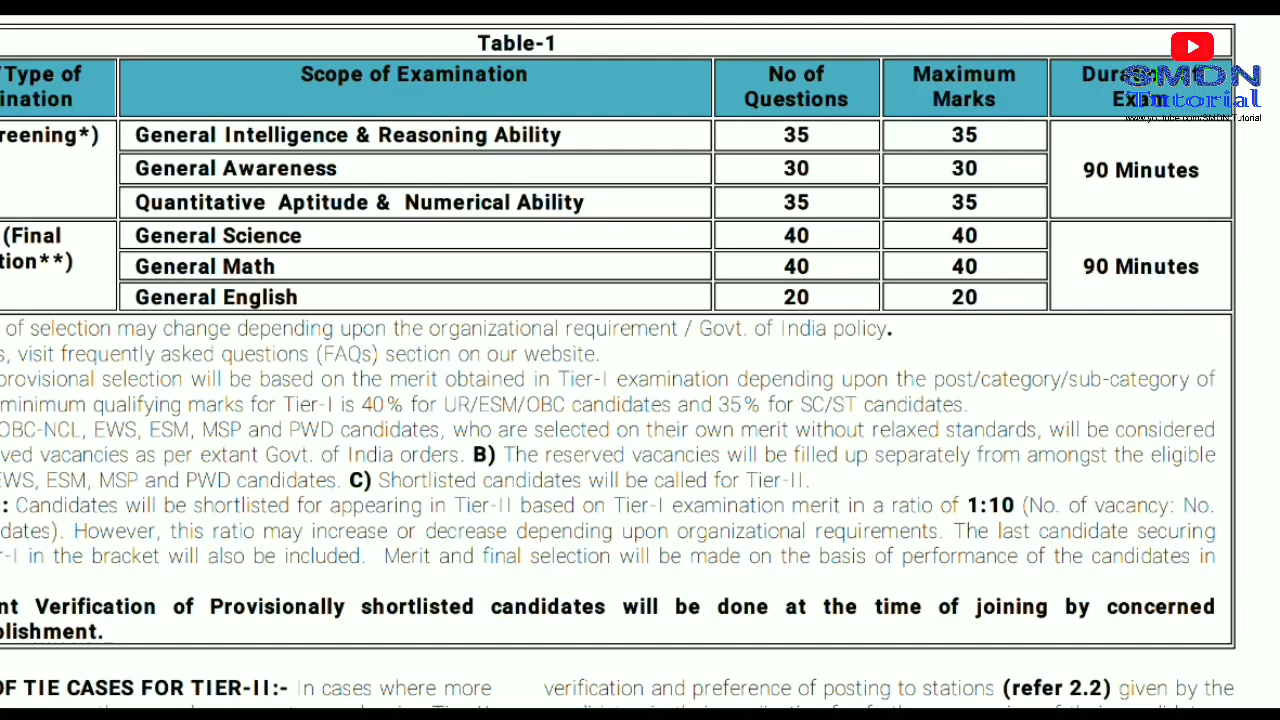 Table-1
/Type of Scope of Examination No of Maximum Exam
ination Questions Marks
SMDN
Tutorial
www.youtube.com/SMDN Tutorial
reening*) General Intelligence & Reasoning Ability 35 35
General Awareness 30 30 90 Minutes
Quantitative Aptitude & Numerical Ability 35 35
(Final General Science 40 40
tion**) General Math 40 40 90 Minutes
General English 20 20
of selection may change depending upon the organizational requirement / Govt. of India policy.
s, visit frequently asked questions (FAQs) section on our website.
provisional selection will be based on the merit obtained in Tier-I examination depending upon the post/category/sub-category of
minimum qualifying marks for Tier-I is 40% for UR/ESM/OBC candidates and 35% for SC/ST candidates.
OBC-NCL, EWS, ESM, MSP and PWD candidates, who are selected on their own merit without relaxed standards, will be considered
ved vacancies as per extant Govt. of India orders. B) The reserved vacancies will be filled up separately from amongst the eligible
EWS, ESM, MSP and PWD candidates. C) Shortlisted candidates will be called for Tier-II.
: Candidates will be shortlisted for appearing in Tier-II based on Tier-I examination merit in a ratio of 1:10 (No. of vacancy: No.
dates). However, this ratio may increase or decrease depending upon organizational requirements. The last candidate securing
r-I in the bracket will also be included. Merit and final selection will be made on the basis of performance of the candidates in
nt Verification of Provisionally shortlisted candidates will be done at the time of joining by concerned
blishment.
OF TIE CASES FOR TIER-II:- In cases where more verification and preference of posting to stations (refer 2.2) given by the